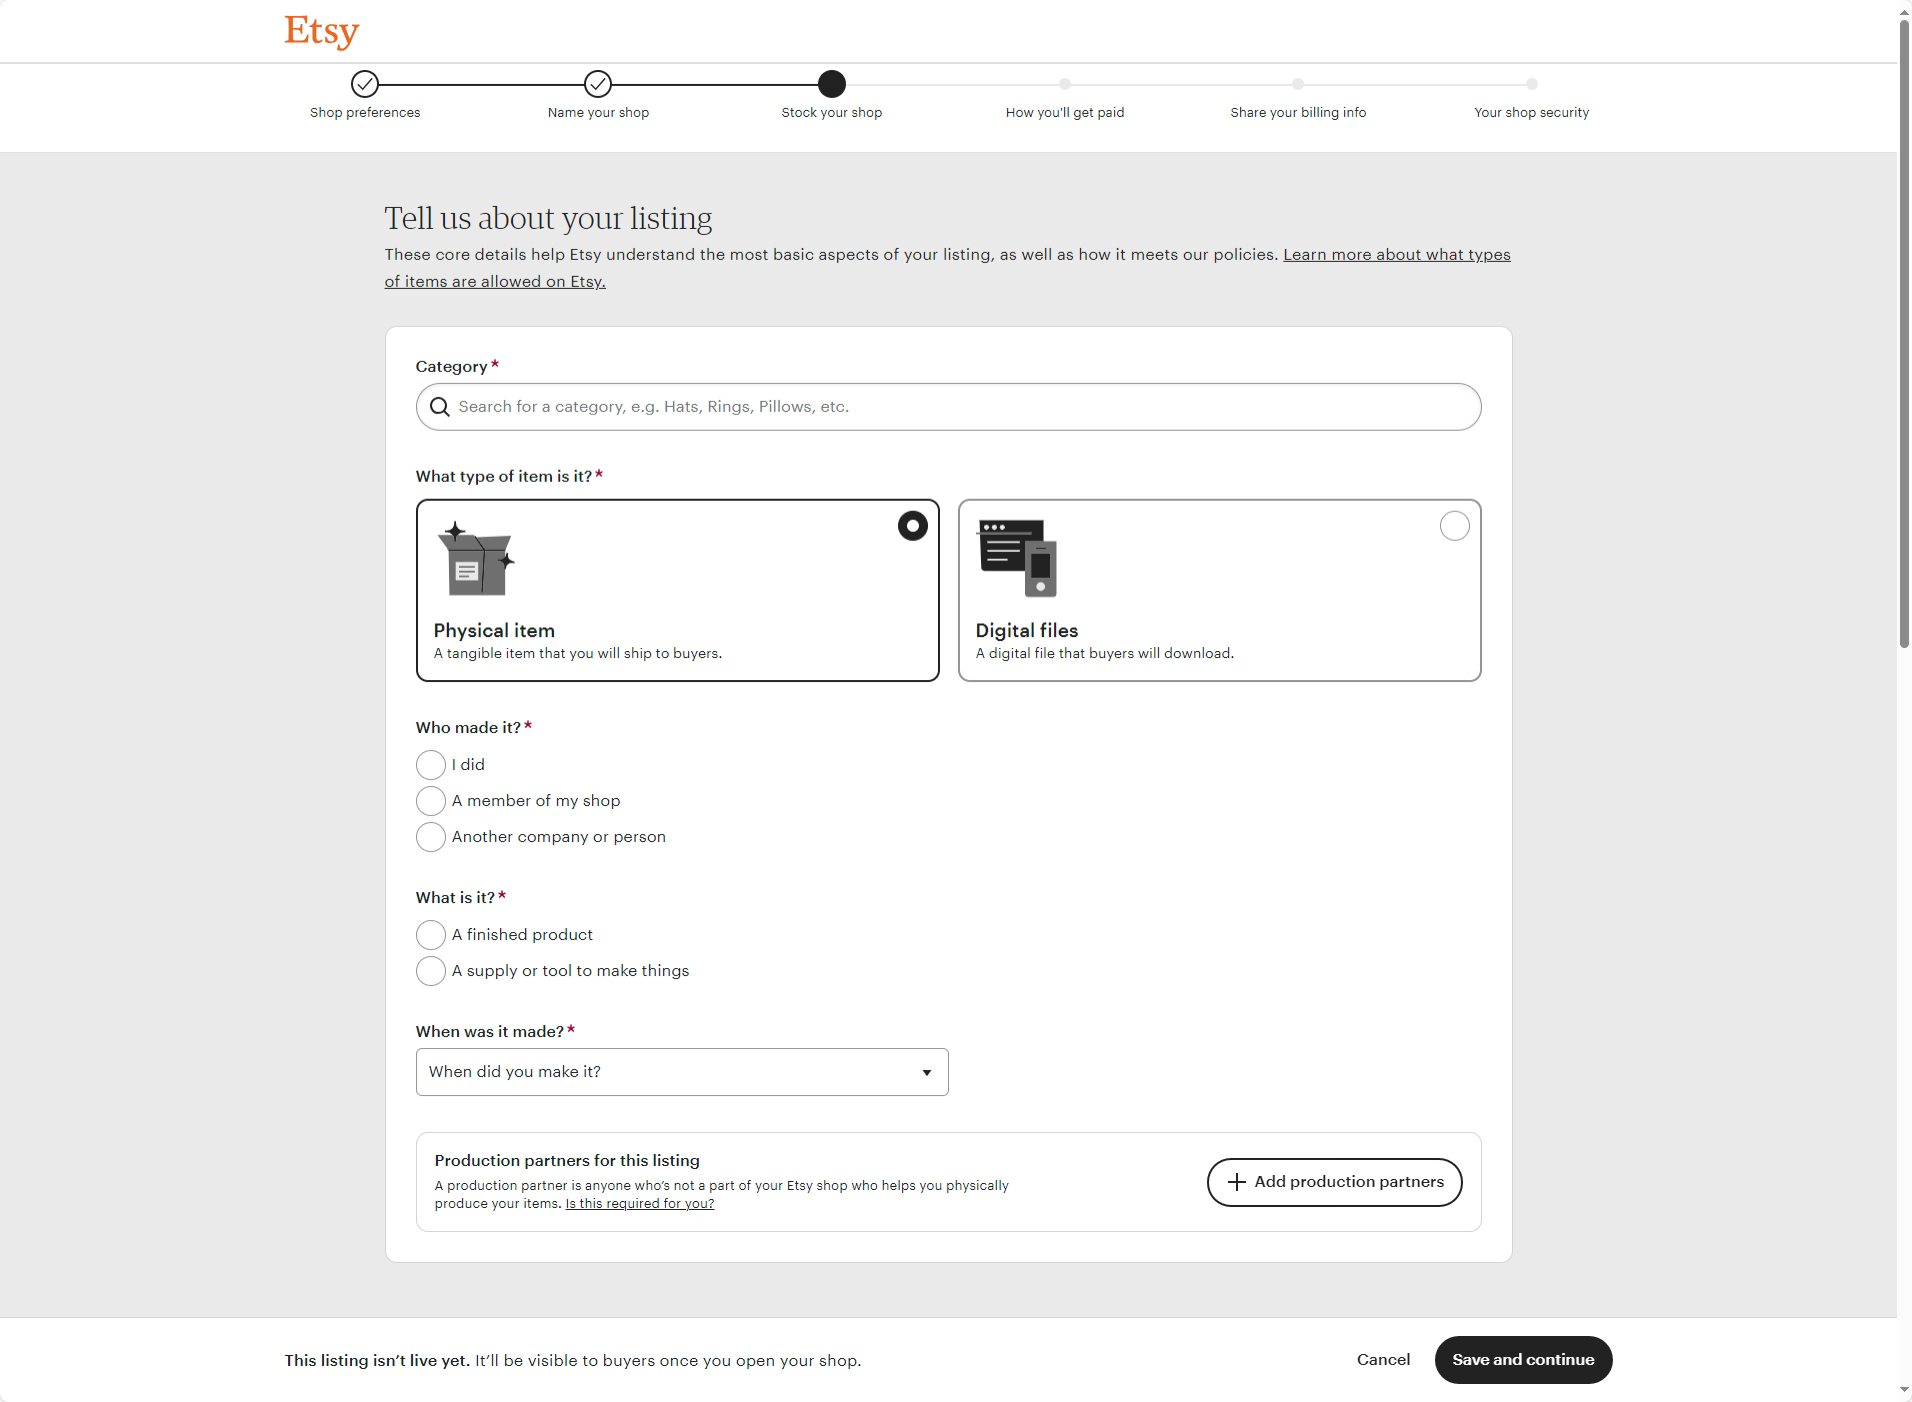 Etsy
Shop preferences
Name your shop
Stock your shop
How you'll get paid
Share your billing info
Your shop security
Tell us about your listing
These core details help Etsy understand the most basic aspects of your listing, as well as how it meets our policies. Learn more about what types
of items are allowed on Etsy.
Category *
Search for a category, e.g. Hats, Rings, Pillows, etc.
What type of item is it? *
Physical item
A tangible item that you will ship to buyers.
Digital files
A digital file that buyers will download.
Who made it? *
I did
A member of my shop
Another company or person
What is it? *
A finished product
A supply or tool to make things
When was it made? *
When did you make it?
Production partners for this listing
A production partner is anyone who’s not a part of your Etsy shop who helps you physically
produce your items. Is this required for you?
Add production partners
This listing isn’t live yet. It’ll be visible to buyers once you open your shop.
Cancel
Save and continue